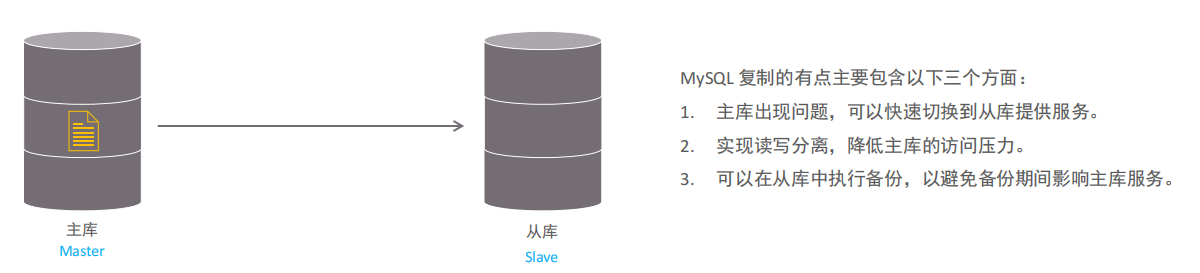 主库
Master
从库
Slave
MySQL 复制的有点主要包含以下三个方面：
1. 主库出现问题，可以快速切换到从库提供服务。
2. 实现读写分离，降低主库的访问压力。
3. 可以在从库中执行备份，以避免备份期间影响主库服务。